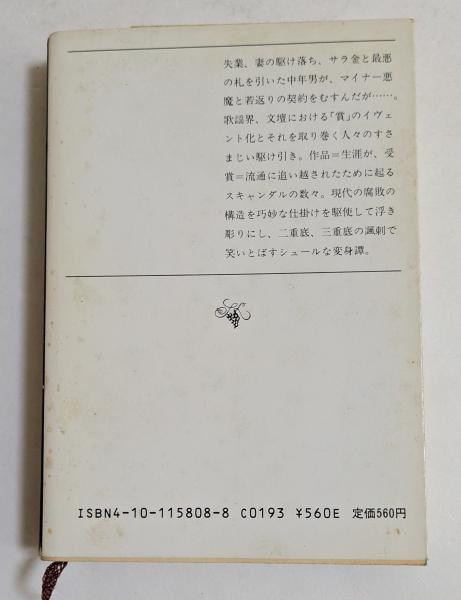 失業、妻の駆け落ち、サラ金と最悪
の札を引いた中年男が、マイナー悪
魔と若返りの契約をむすんだが……。
歌謡界、文壇における「賞」のイヴェ
ント化とそれを取り巻く人々のすさ
まじい駆け引き。作品＝生涯が、受
賞＝流通に追い越されたために起る
スキャンダルの数々。現代の腐敗の
構造を巧妙な仕掛けを駆使して浮き
彫りにし、二重底、三重底の諷刺で
笑いとばすシュールな変身譚。
ISBN4-10-115808-8 C0193 ¥560E 定価560円